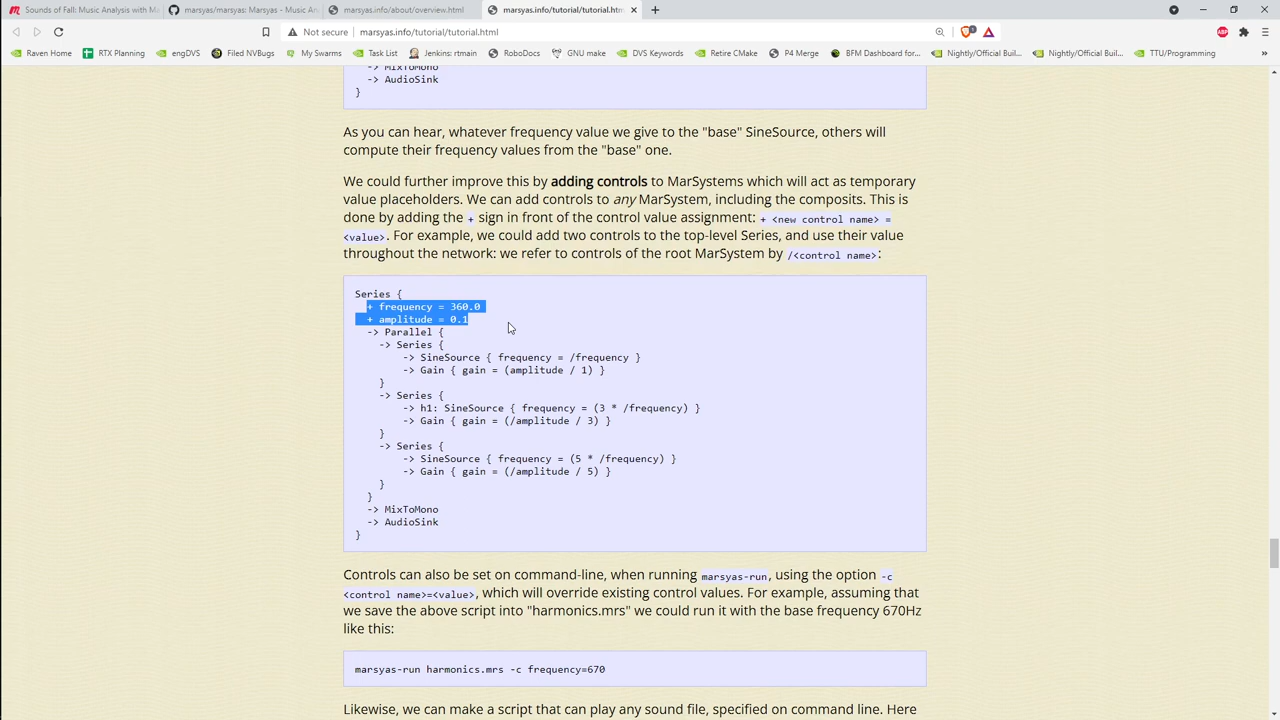 Sounds of Fall: Music Analysis with M
marsyas/marsyas: Marsyas - Music An
marsyas.info/about/overview.html
marsyas.info/tutorial/tutorial.htm
Not secure
marsyas.info/tutorial/tutorial.html
Raven Home
RTX Planning
engDVS
Filed NVBugs
My Swarms
Task List
Jenkins: rtmain
RoboDocs
GNU make
DVS Keywords
Retire CMake
P4 Merge
BFM Dashboard for...
Nightly/Official Buil...
Nightly/Official Buil...
TTU/Programming
-> MixToMono
-> AudioSink
}
As you can hear, whatever frequency value we give to the "base" SineSource, others will
compute their frequency values from the "base" one.
We could further improve this by adding controls to MarSystems which will act as temporary
value placeholders. We can add controls to any MarSystem, including the composits. This is
done by adding the + sign in front of the control value assignment: + <new control name> =
<value>. For example, we could add two controls to the top-level Series, and use their value
throughout the network: we refer to controls of the root MarSystem by /<control name>:
Series {
+ frequency = 360.0
+ amplitude = 0.1
-> Parallel {
-> Series {
-> SineSource { frequency = /frequency }
-> Gain { gain = (amplitude / 1) }
}
-> Series {
-> h1: SineSource { frequency = (3 * /frequency) }
-> Gain { gain = (/amplitude / 3) }
}
-> Series {
-> SineSource { frequency = (5 * /frequency) }
-> Gain { gain = (/amplitude / 5) }
}
}
-> MixToMono
-> AudioSink
}
Controls can also be set on command-line, when running marsyas-run, using the option -c
<control name>=<value>, which will override existing control values. For example, assuming that
we save the above script into "harmonics.mrs" we could run it with the base frequency 670Hz
like this:
marsyas-run harmonics.mrs -c frequency=670
Likewise, we can make a script that can play any sound file, specified on command line. Here